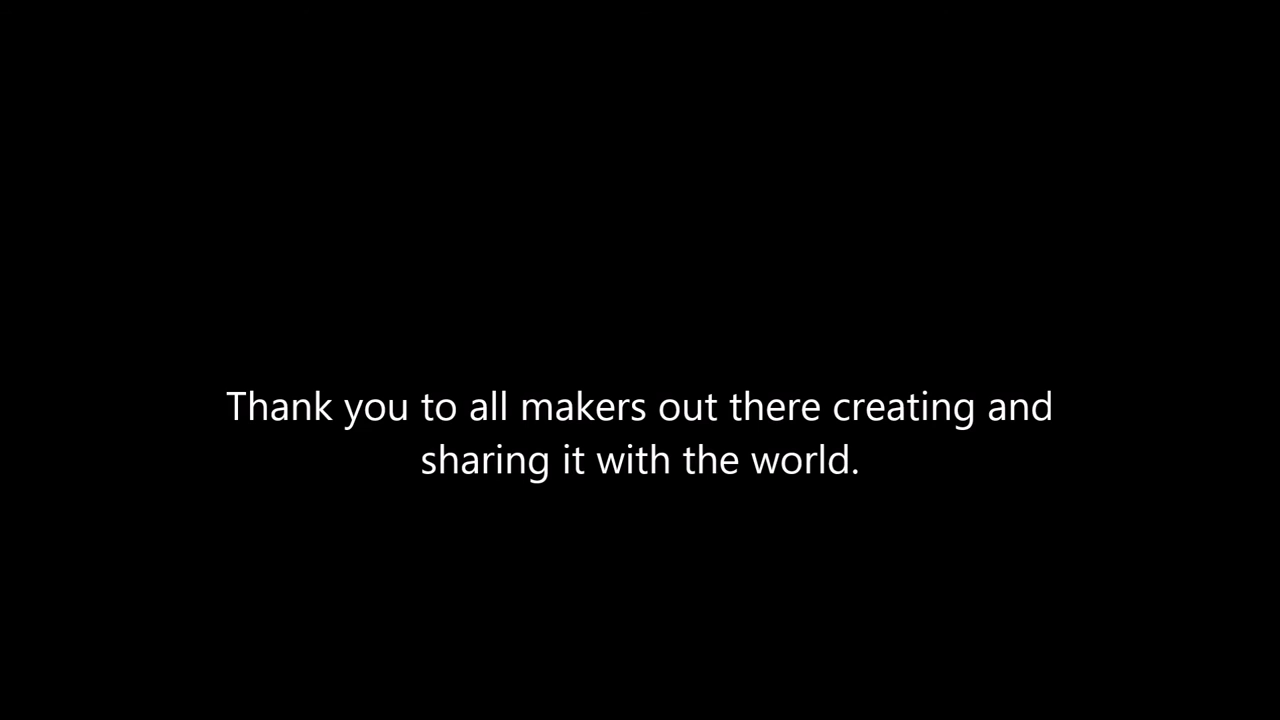 Thank you to all makers out there creating and
sharing it with the world.